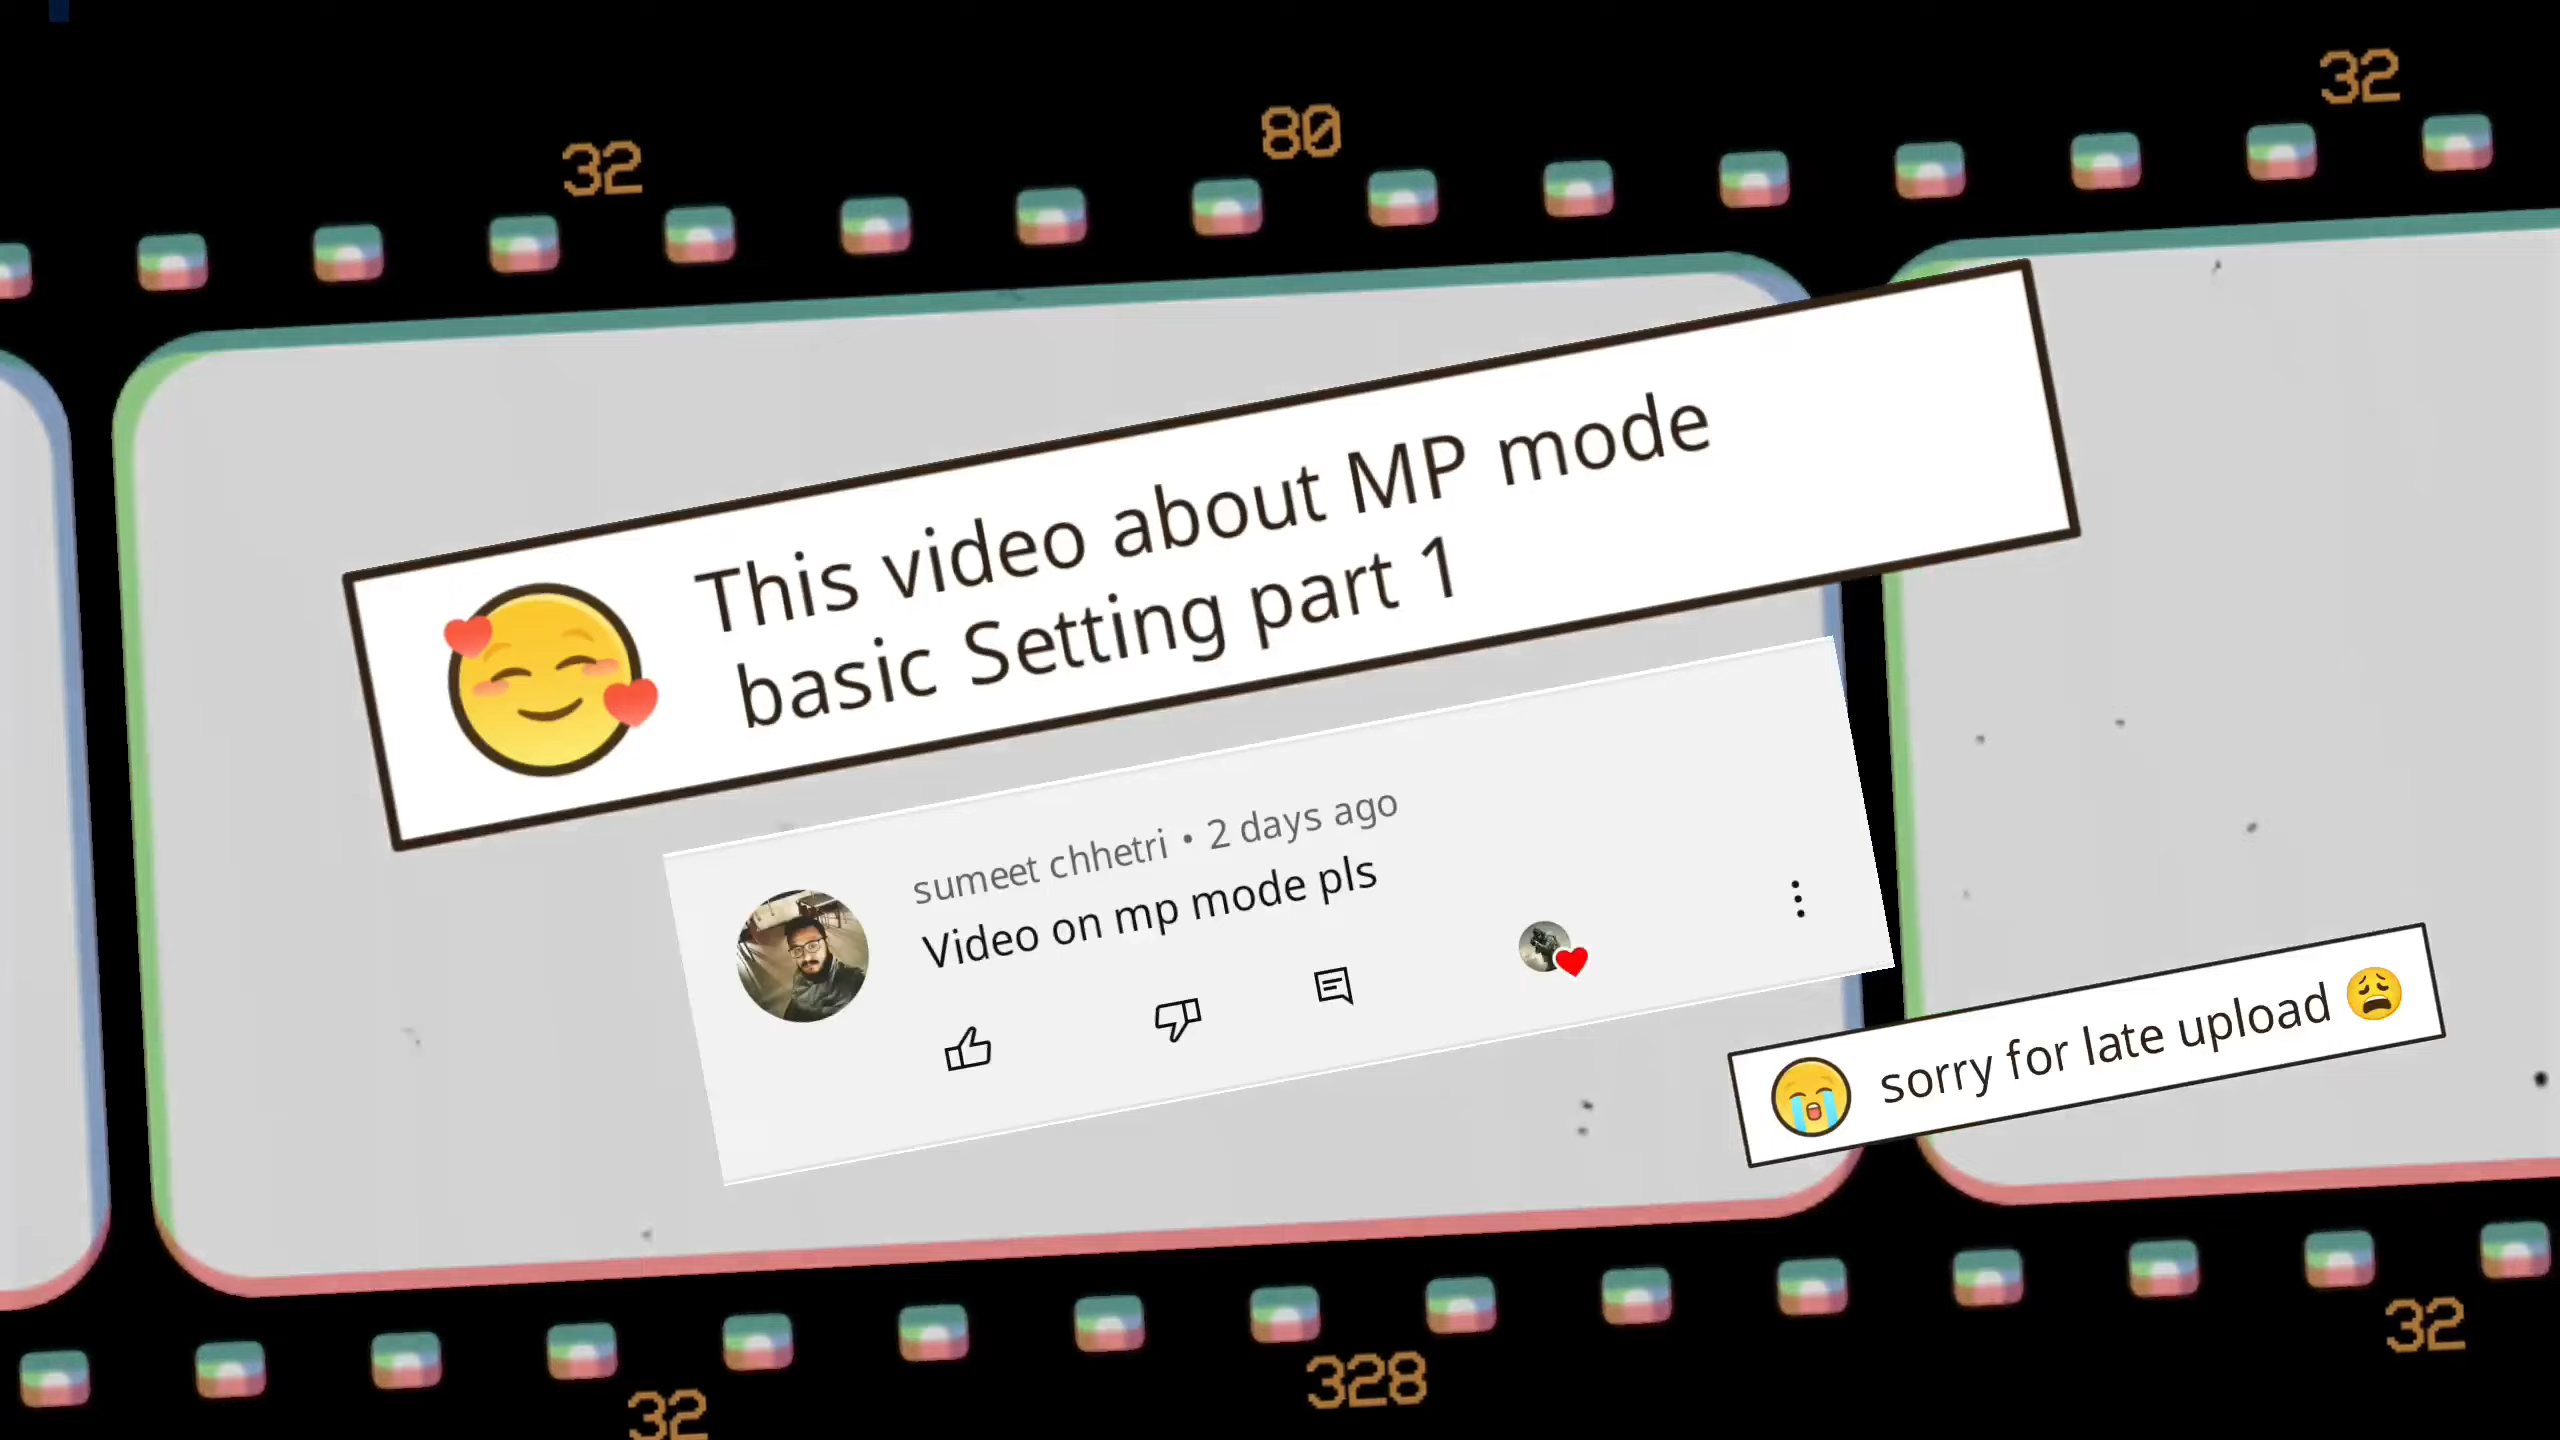 32
80
32
This video about MP mode
basic Setting part 1
sumeet chhetri • 2 days ago
Video on mp mode pls
sorry for late upload 😩
32
328
32